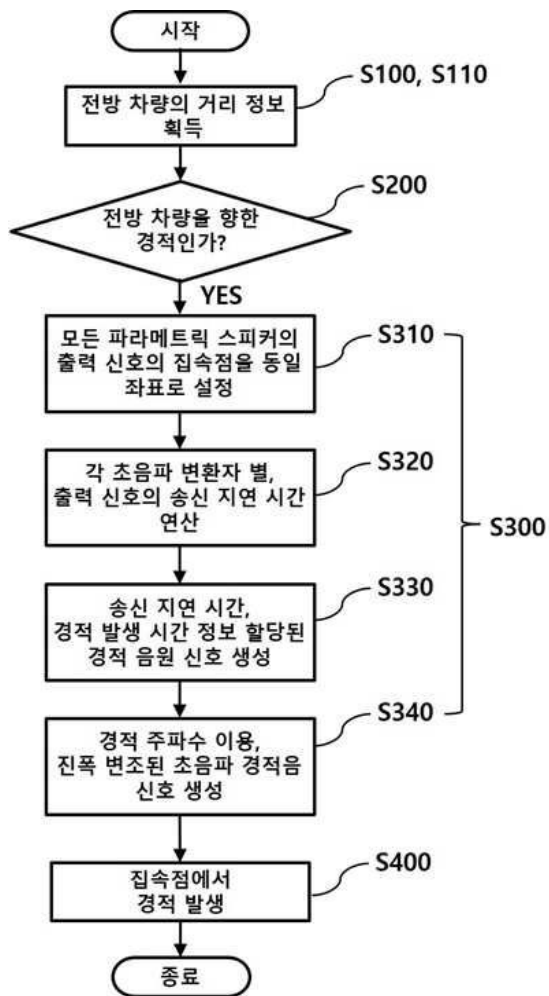 시작
S100, S110
전방 차량의 거리 정보
획득
S200
전방 차량을 향한
경적인가?
YES
S310
모든 파라메트릭 스피커의
출력 신호의 집속점을 동일
좌표로 설정
S320
각 초음파 변환자 별,
출력 신호의 송신 지연 시간
연산
S300
S330
송신 지연 시간,
경적 발생 시간 정보 할당된
경적 음원 신호 생성
S340
경적 주파수 이용,
진폭 변조된 초음파 경적음
신호 생성
S400
집속점에서
경적 발생
종료